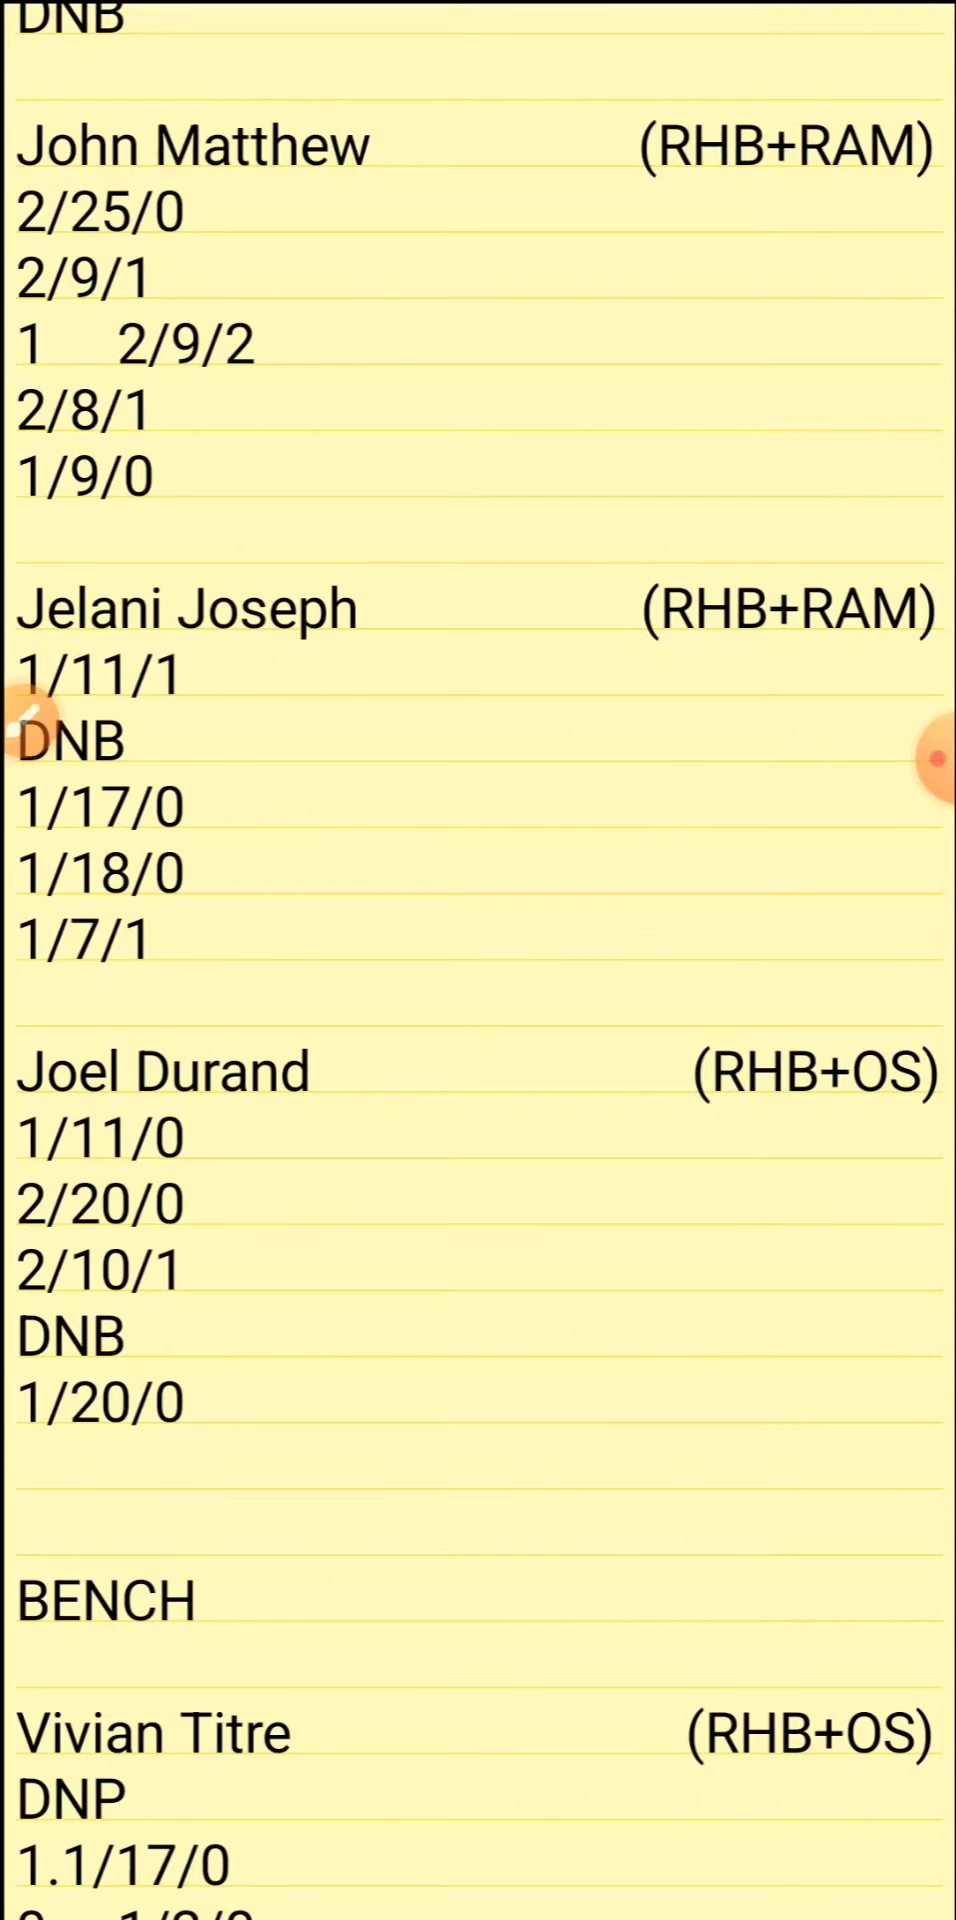 DNB
John Matthew (RHB+RAM)
2/25/0
2/9/1
1 2/9/2
2/8/1
1/9/0
Jelani Joseph (RHB+RAM)
1/11/1
DNB
1/17/0
1/18/0
1/7/1
Joel Durand (RHB+OS)
1/11/0
2/20/0
2/10/1
DNB
1/20/0
BENCH
Vivian Titre (RHB+OS)
DNP
1.1/17/0